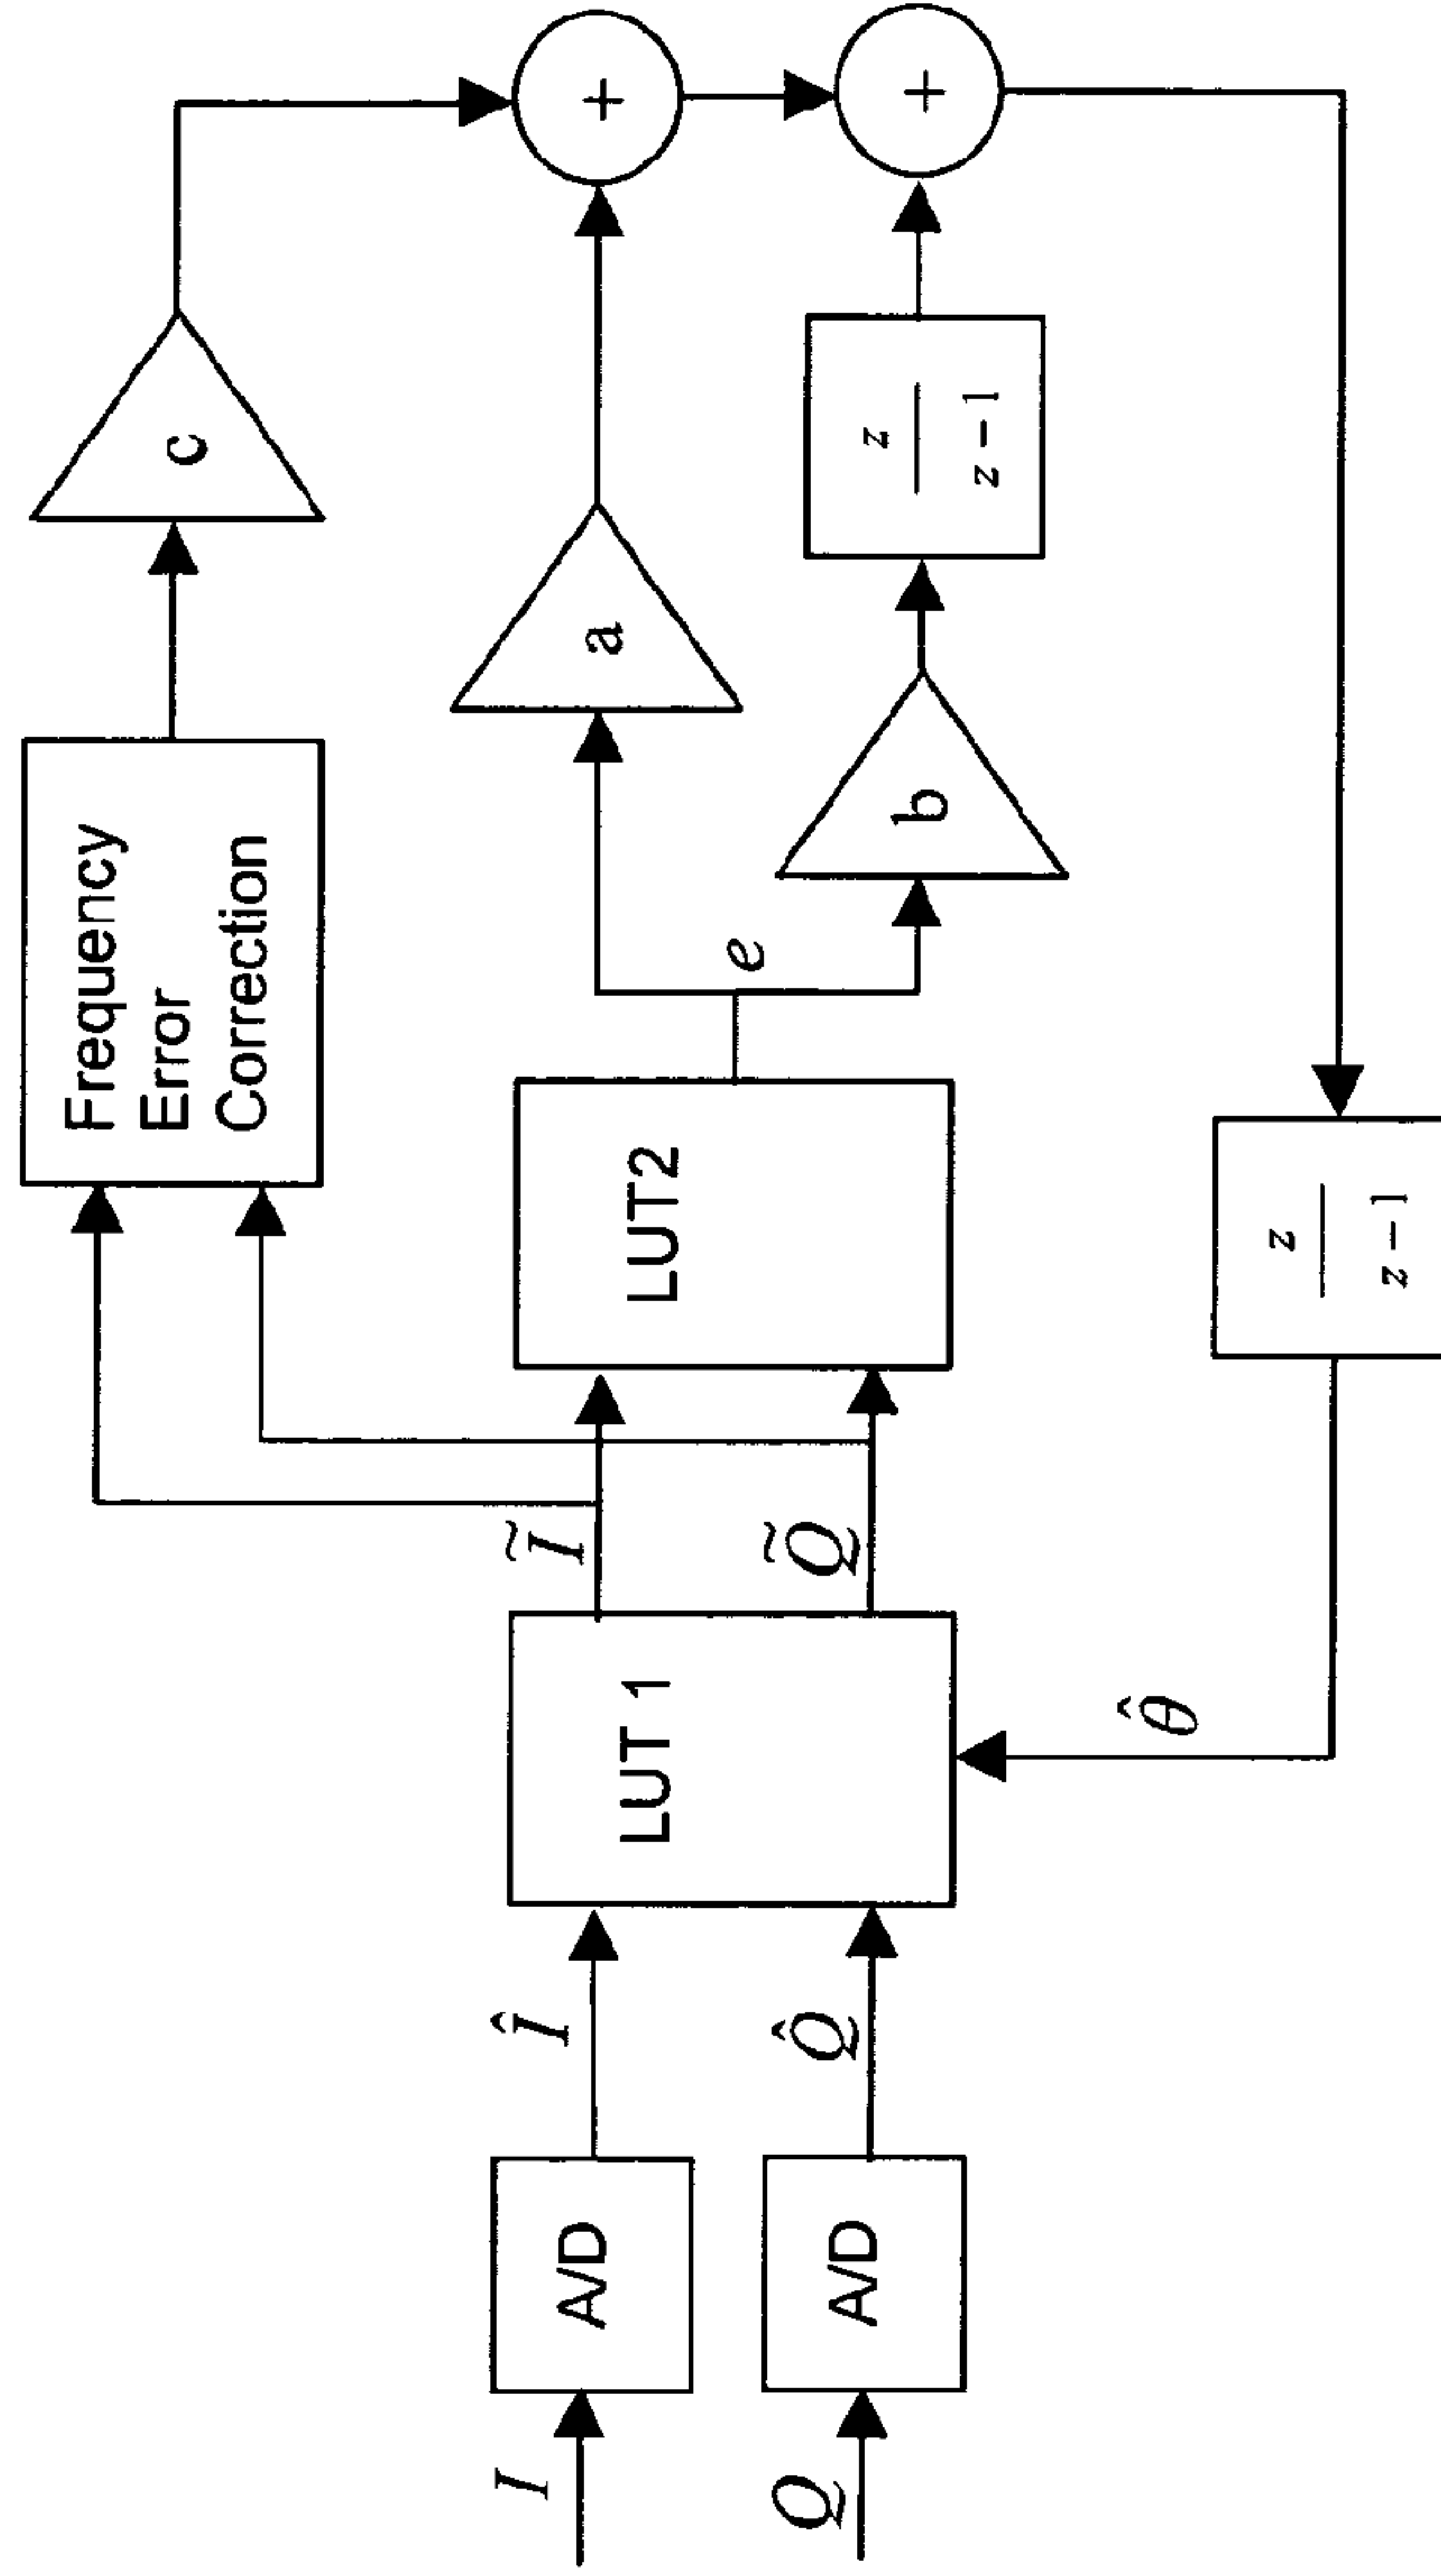 Frequency
Error
Correction
c
+
I
A/D
Î
LUT 1
Ĩ
LUT2
e
a
b
z
z − 1
+
Q
A/D
Q̂
Q̃
θ̂
z
z − 1